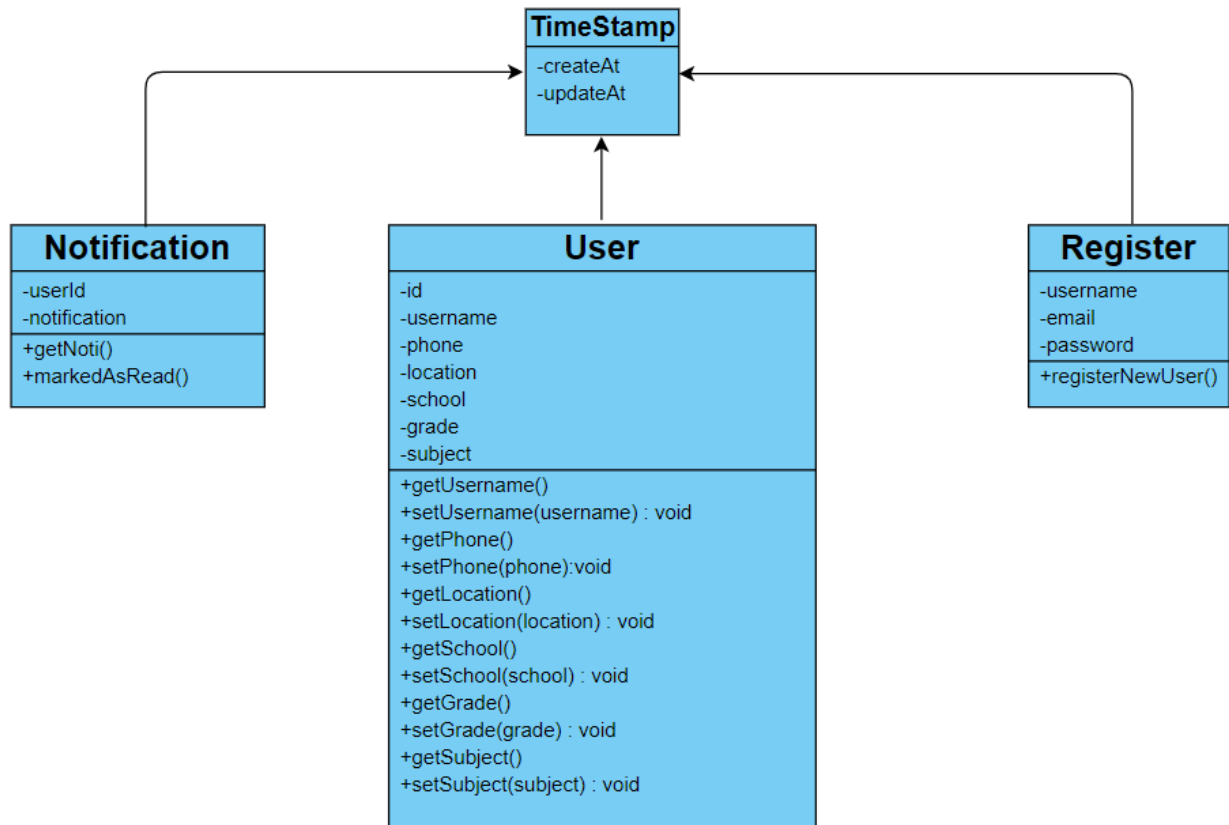 TimeStamp
-createAt
-updateAt
Notification
-userId
-notification
+getNoti()
+markedAsRead()
User
-id
-username
-phone
-location
-school
-grade
-subject
+getUsername()
+setUsername(username) : void
+getPhone()
+setPhone(phone):void
+getLocation()
+setLocation(location) : void
+getSchool()
+setSchool(school) : void
+getGrade()
+setGrade(grade) : void
+getSubject()
+setSubject(subject) : void
Register
-username
-email
-password
+registerNewUser()